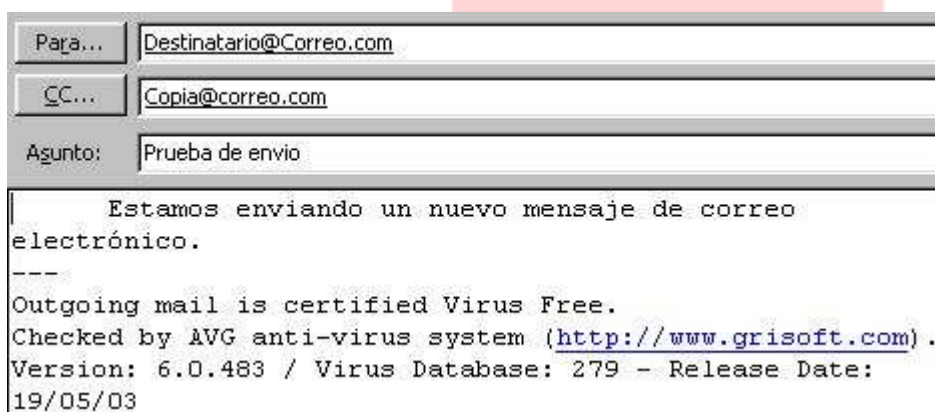 Para...
Destinatario@Correo.com
CC...
Copia@correo.com
Asunto:
Prueba de envio
Estamos enviando un nuevo mensaje de correo
electrónico.
---
Outgoing mail is certified Virus Free.
Checked by AVG anti-virus system (http://www.grisoft.com).
Version: 6.0.483 / Virus Database: 279 - Release Date:
19/05/03